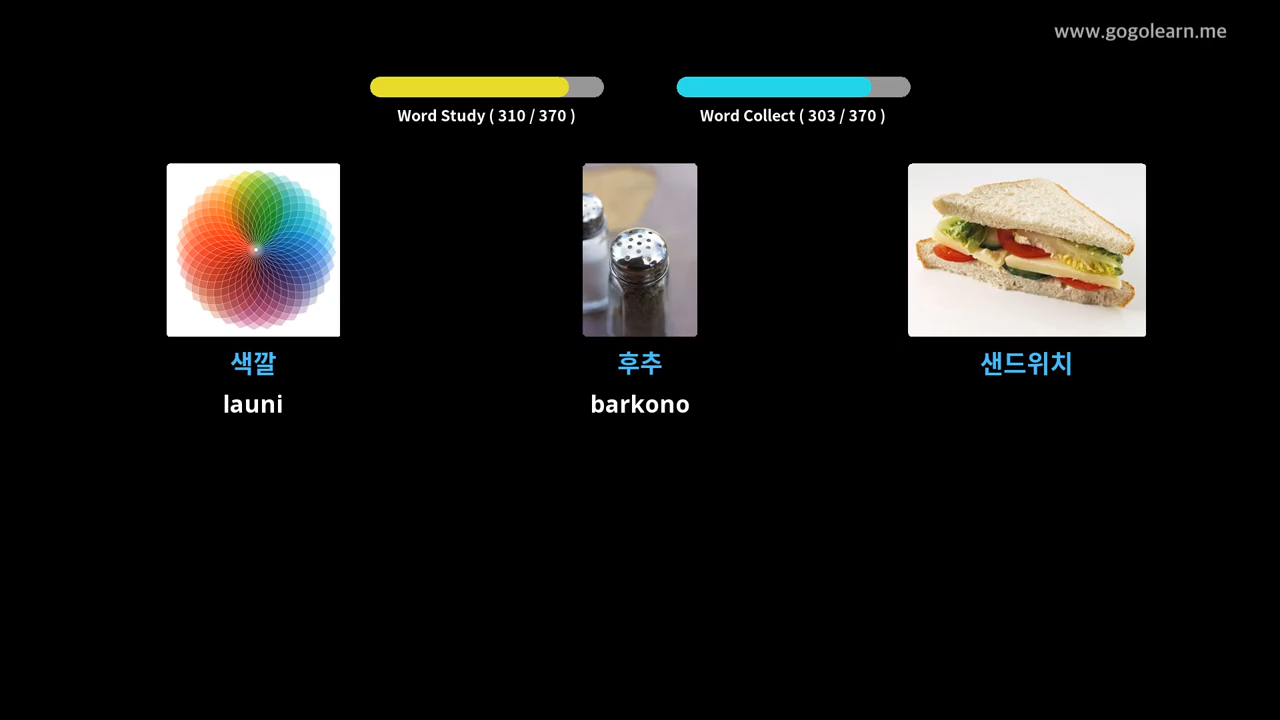 www.gogolearn.me
Word Study ( 310 / 370 )
Word Collect ( 303 / 370 )
색깔
후추
샌드위치
launi
barkono